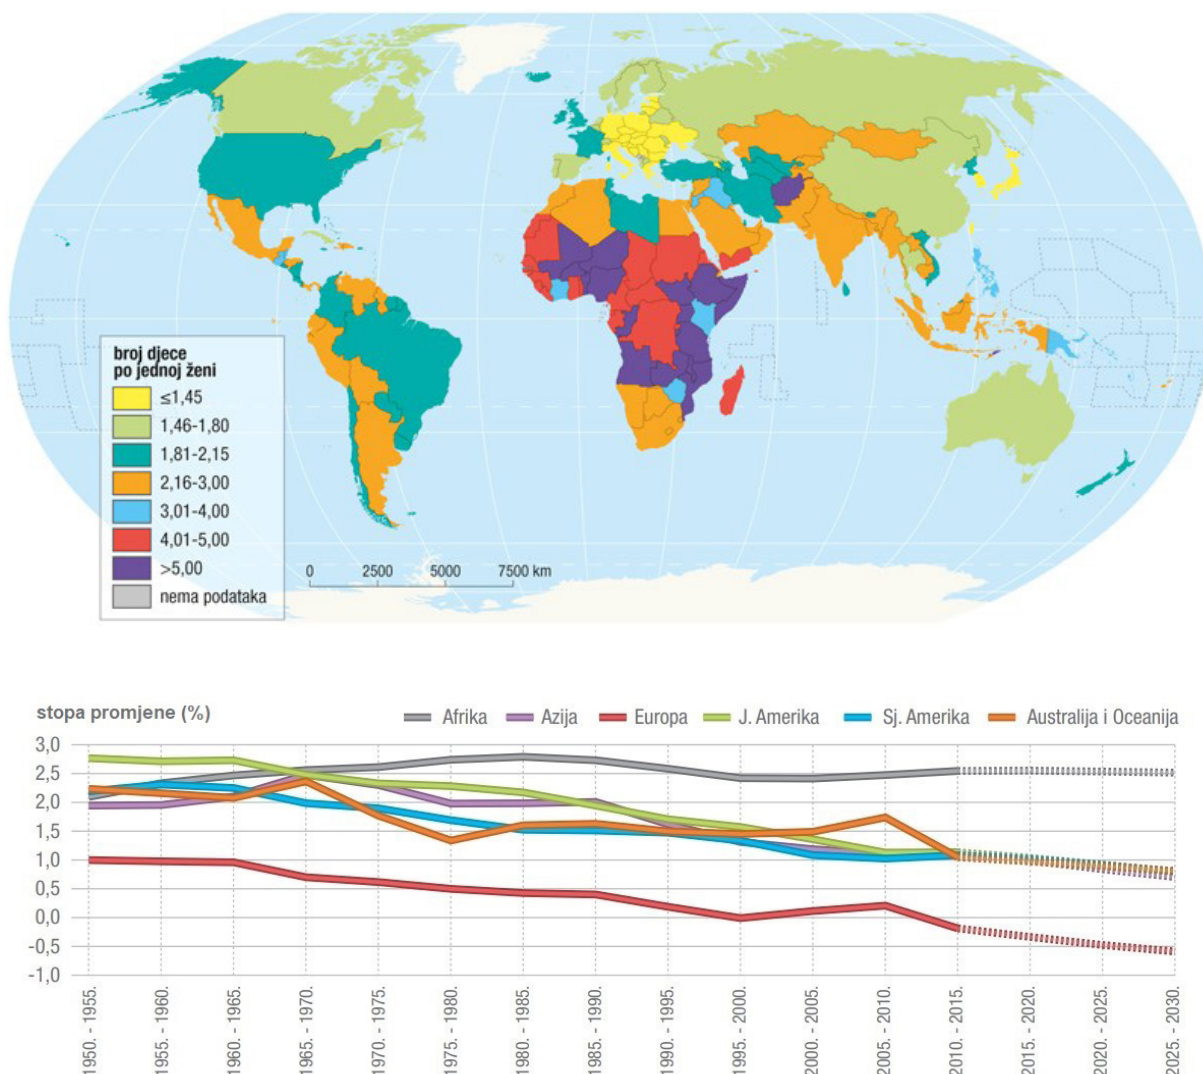 broj djece
po jednoj ženi
≤1,45
1,46-1,80
1,81-2,15
2,16-3,00
3,01-4,00
4,01-5,00
>5,00
nema podataka
0 2500 5000 7500 km
stopa promjene (%)
Afrika Azija Europa J. Amerika Sj. Amerika Australija i Oceanija
3,0
2,5
2,0
1,5
1,0
0,5
0,0
-0,5
-1,0
1950. - 1955.
1955. - 1960.
1960. - 1965.
1965. - 1970.
1970. - 1975.
1975. - 1980.
1980. - 1985.
1985. - 1990.
1990. - 1995.
1995. - 2000.
2000. - 2005.
2005. - 2010.
2010. - 2015.
2015. - 2020.
2020. - 2025.
2025. - 2030.